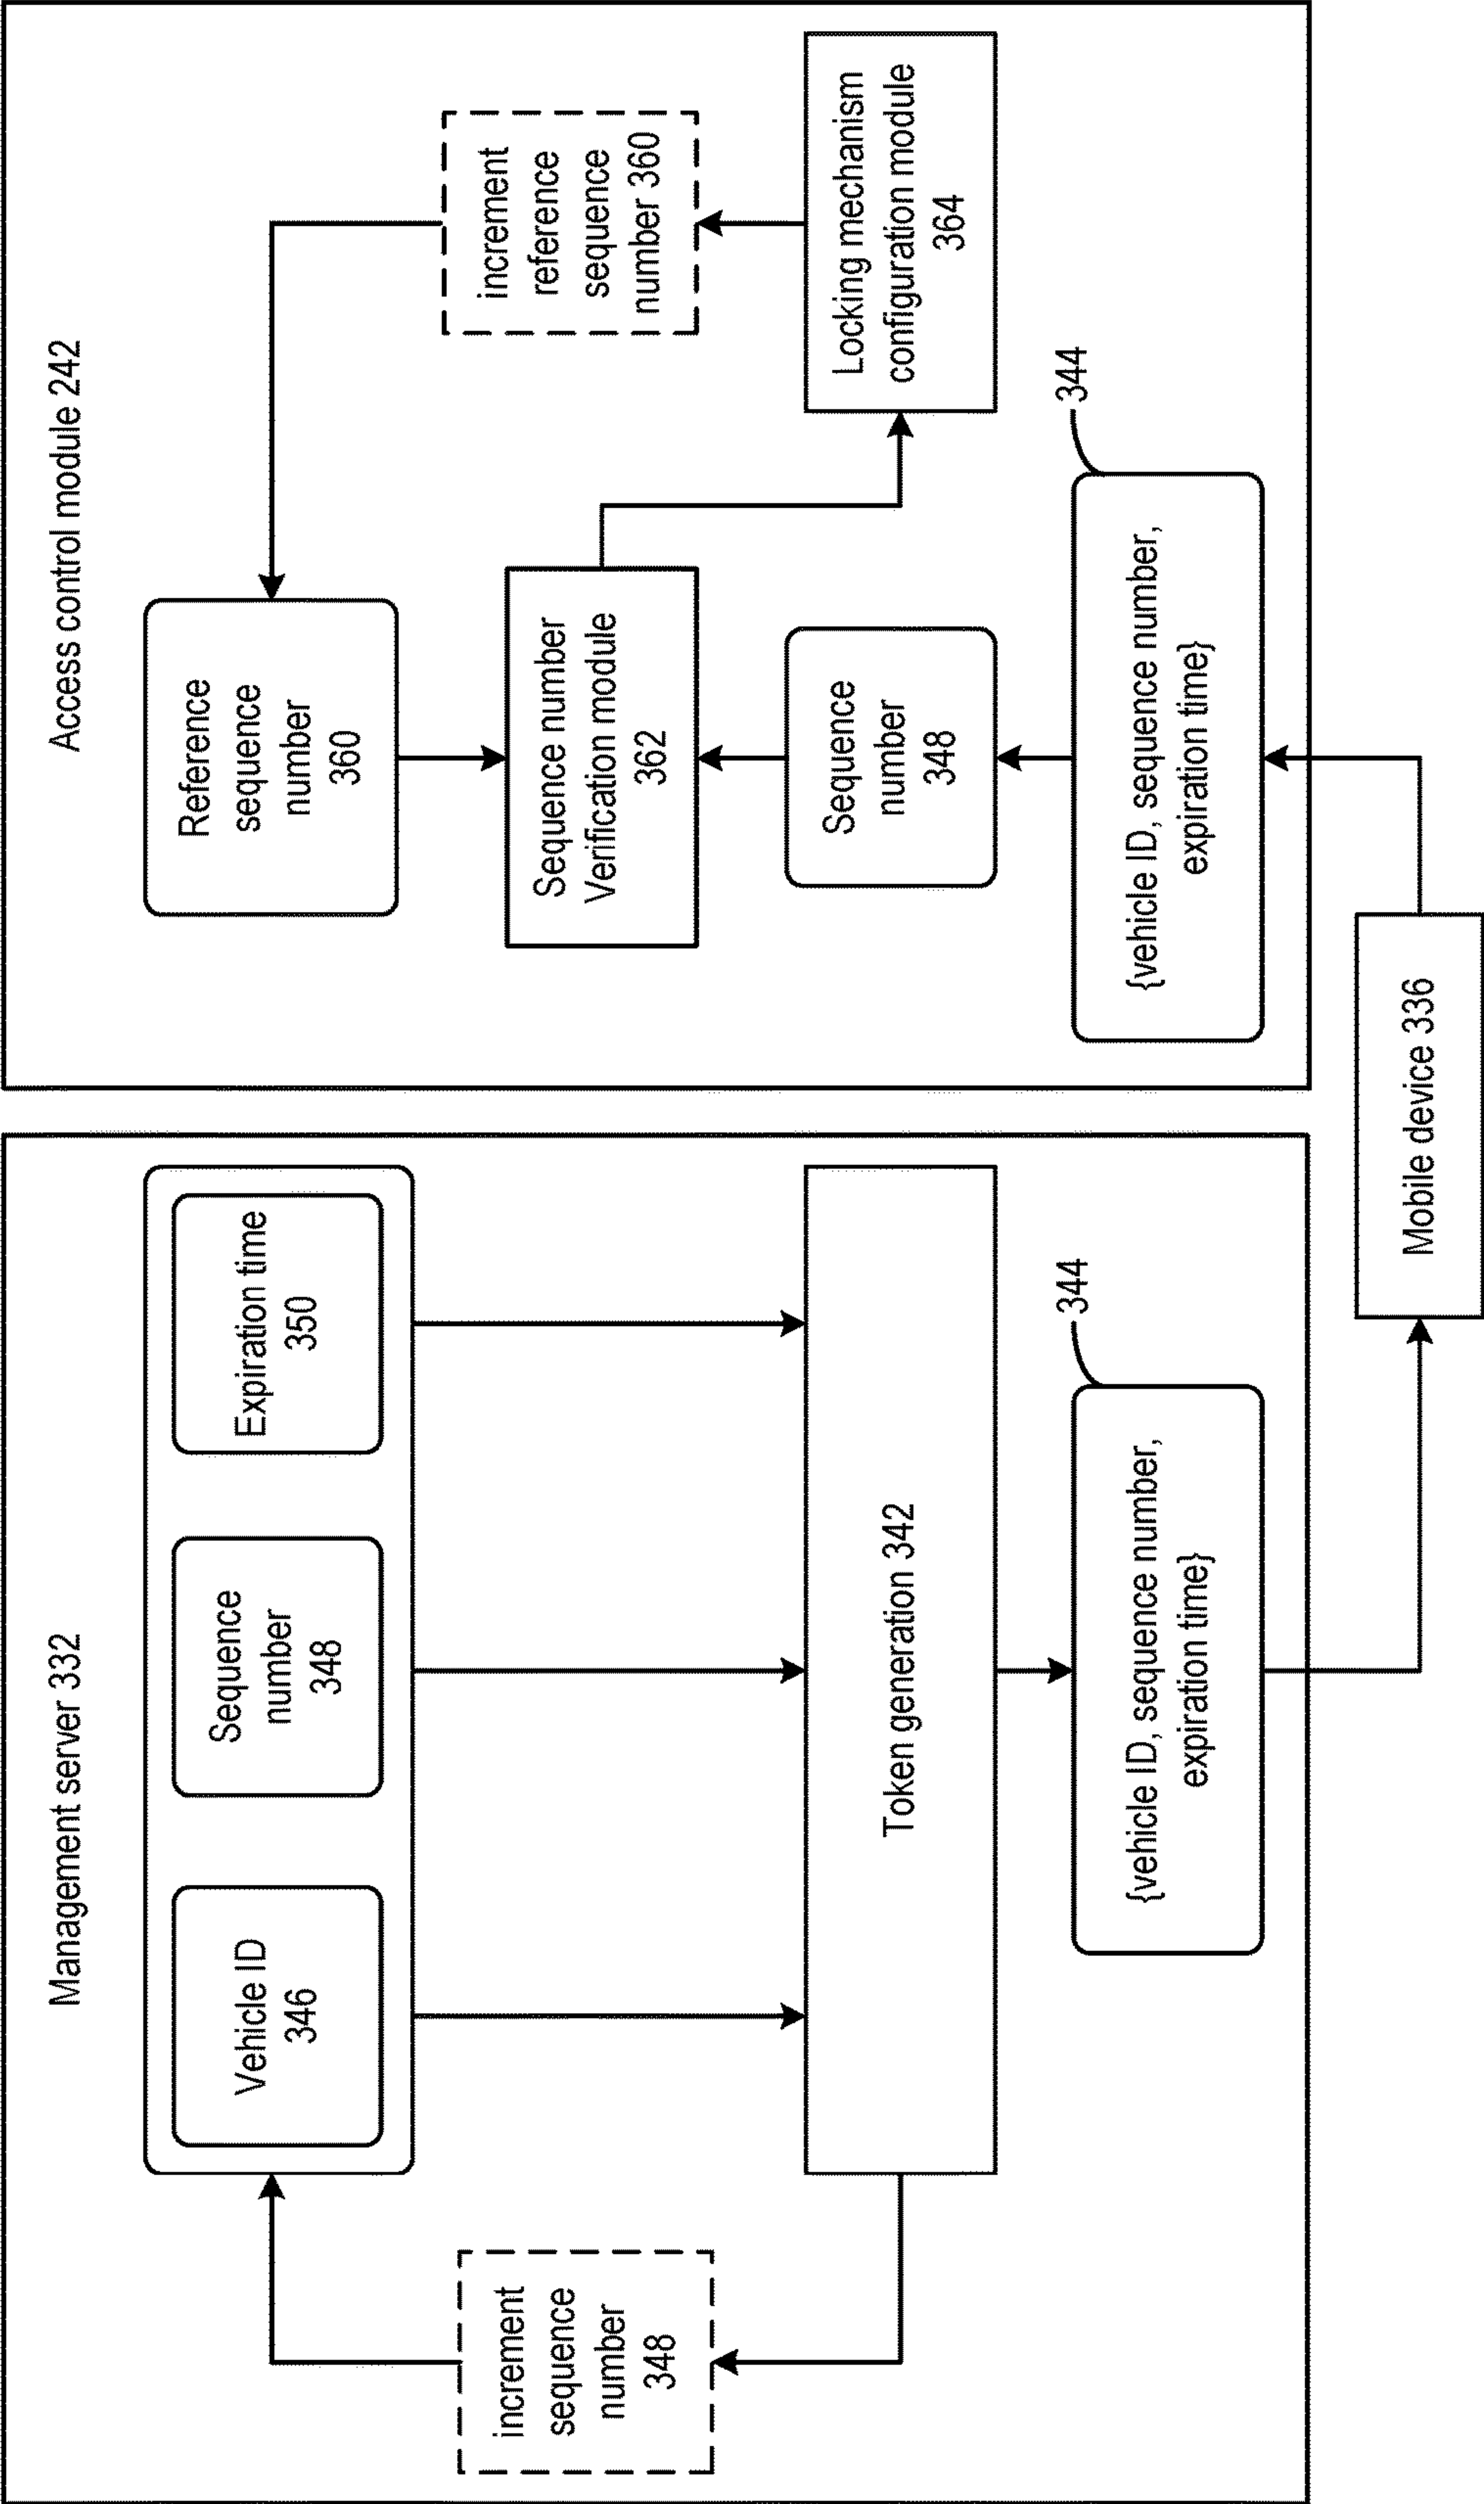 Management server 332
Vehicle ID
346
Sequence
number
348
Expiration time
350
increment
sequence
number
348
Token generation 342
344
{vehicle ID, sequence number,
expiration time}
Mobile device 336
Access control module 242
Reference
sequence
number
360
increment
reference
sequence
number 360
Sequence number
Verification module
362
Sequence
number
348
Locking mechanism
configuration module
364
344
{vehicle ID, sequence number,
expiration time}